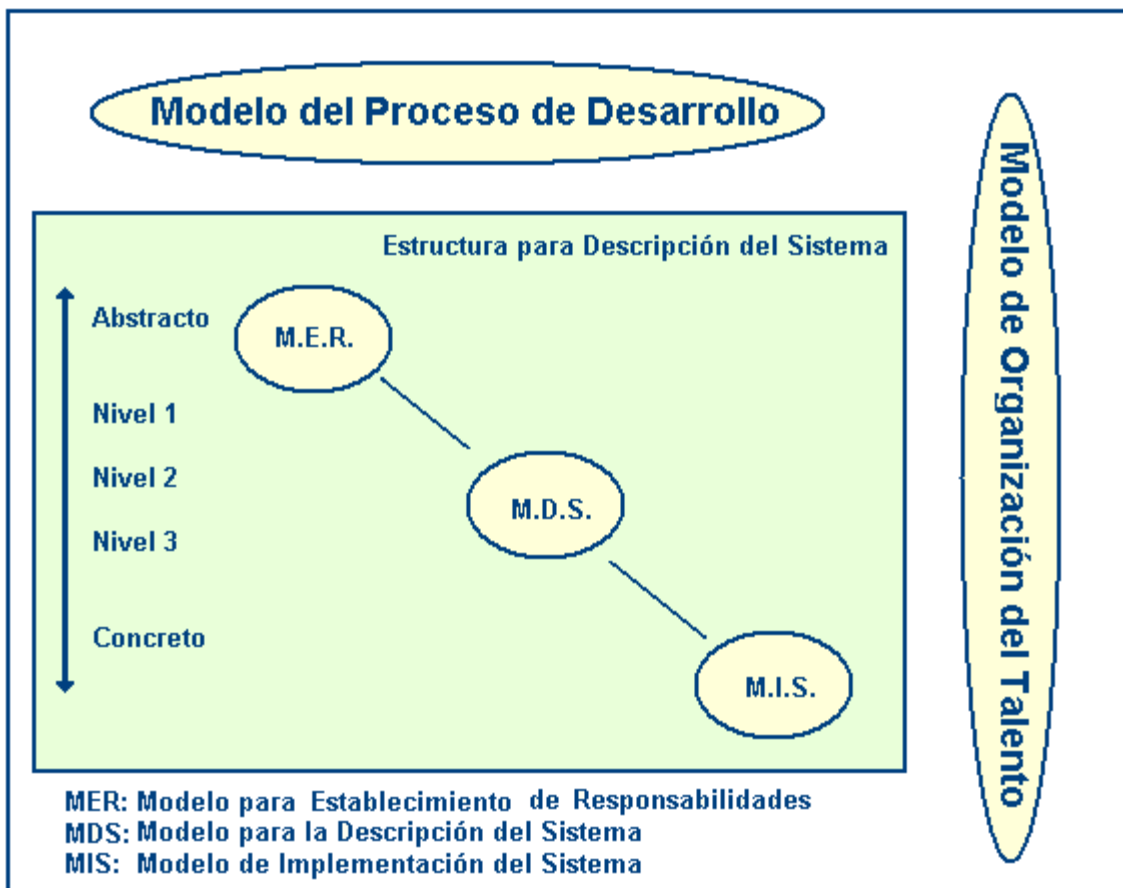 Modelo del Proceso de Desarrollo
Estructura para Descripción del Sistema
Abstracto
M.E.R.
Nivel 1
Nivel 2
M.D.S.
Nivel 3
Concreto
M.I.S.
Modelo de Organización del Talento
MER: Modelo para Establecimiento de Responsabilidades
MDS: Modelo para la Descripción del Sistema
MIS: Modelo de Implementación del Sistema